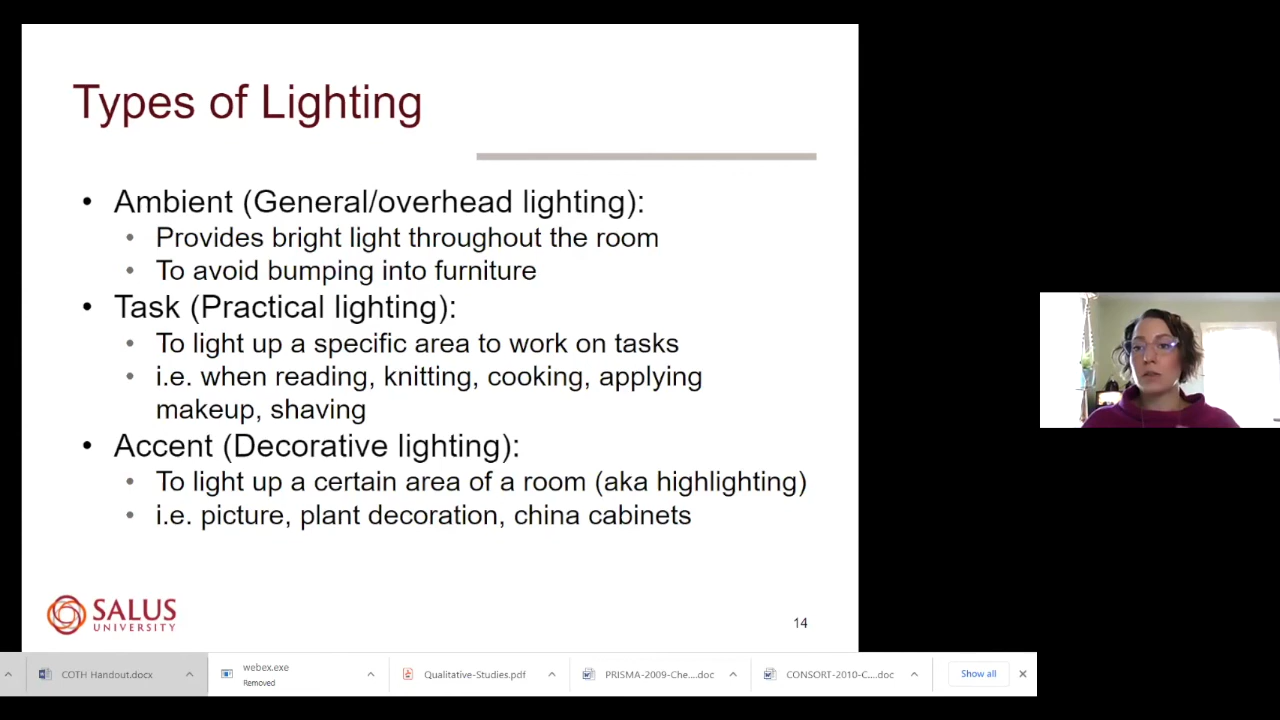 Types of Lighting
• Ambient (General/overhead lighting):
• Provides bright light throughout the room
• To avoid bumping into furniture
• Task (Practical lighting):
• To light up a specific area to work on tasks
• i.e. when reading, knitting, cooking, applying
makeup, shaving
• Accent (Decorative lighting):
• To light up a certain area of a room (aka highlighting)
• i.e. picture, plant decoration, china cabinets
SALUS
UNIVERSITY
14
COTH Handout.docx
webex.exe
Removed
Qualitative-Studies.pdf
PRISMA-2009-Che....doc
CONSORT-2010-C....doc
Show all